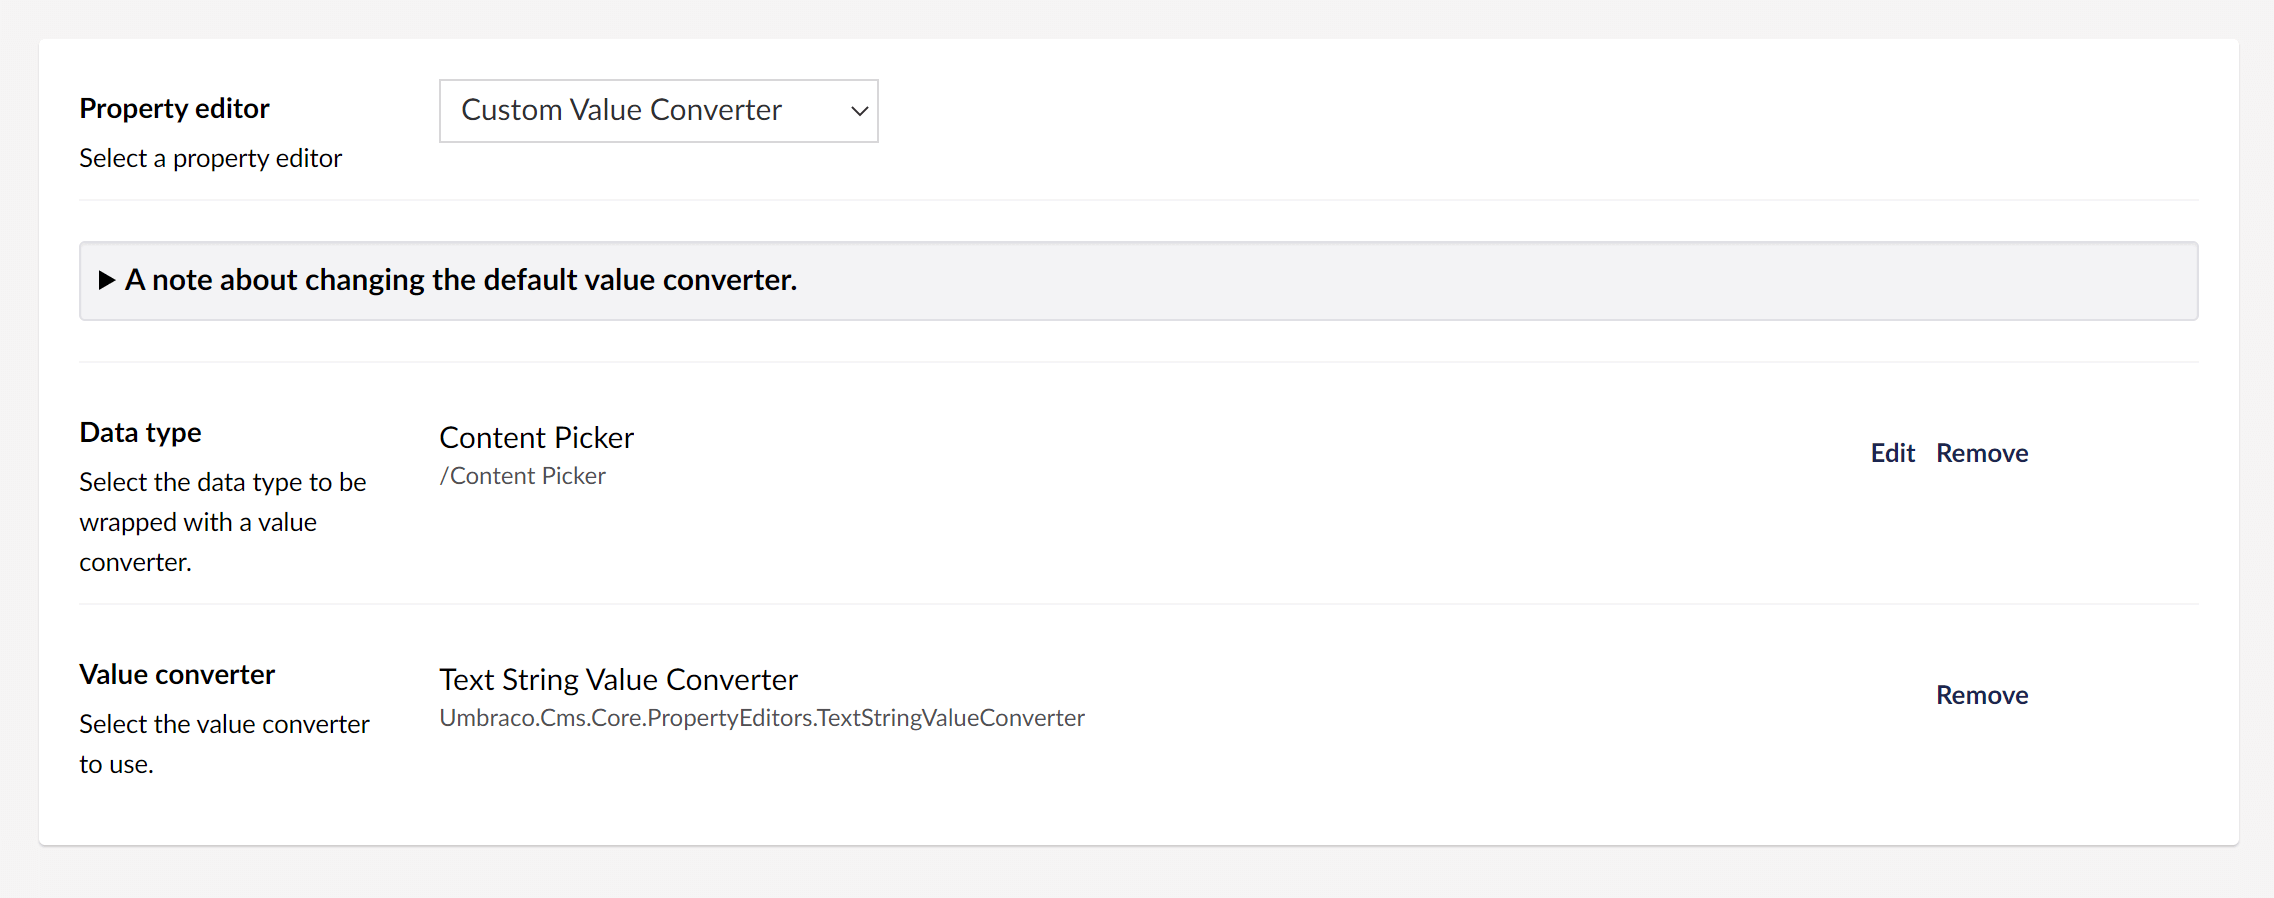 Property editor
Custom Value Converter
Select a property editor
A note about changing the default value converter.
Data type
Content Picker
/Content Picker
Edit Remove
Select the data type to be
wrapped with a value
converter.
Value converter
Text String Value Converter
Umbraco.Cms.Core.PropertyEditors.TextStringValueConverter
Remove
Select the value converter
to use.